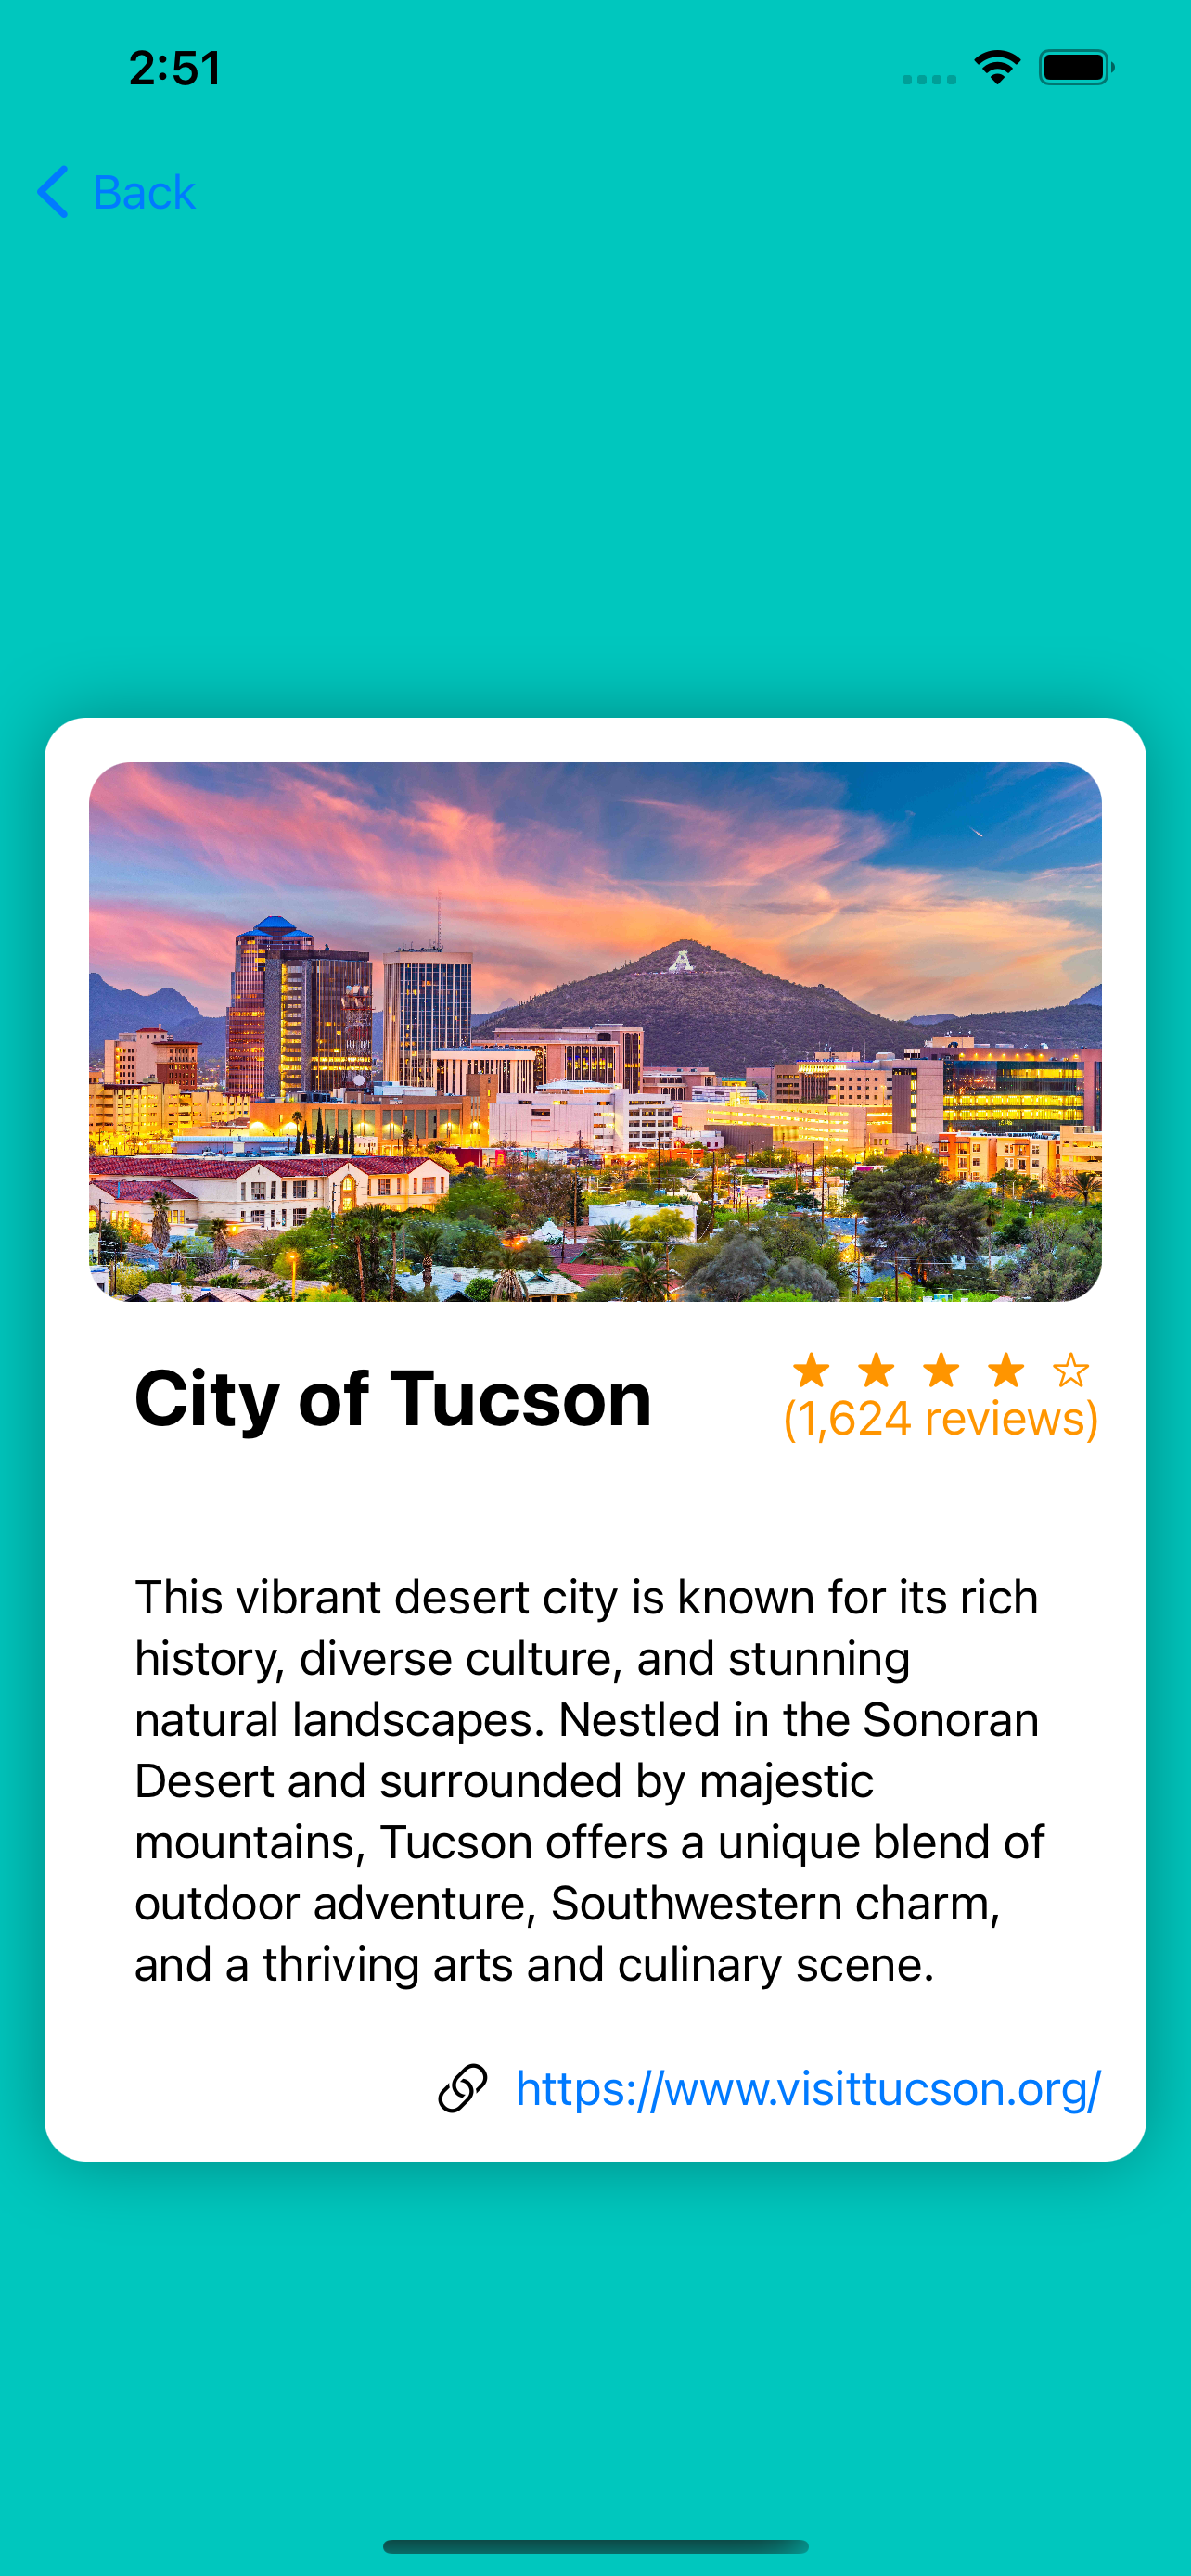 2:51
Back
City of Tucson
(1,624 reviews)
This vibrant desert city is known for its rich
history, diverse culture, and stunning
natural landscapes. Nestled in the Sonoran
Desert and surrounded by majestic
mountains, Tucson offers a unique blend of
outdoor adventure, Southwestern charm,
and a thriving arts and culinary scene.
https://www.visittucson.org/